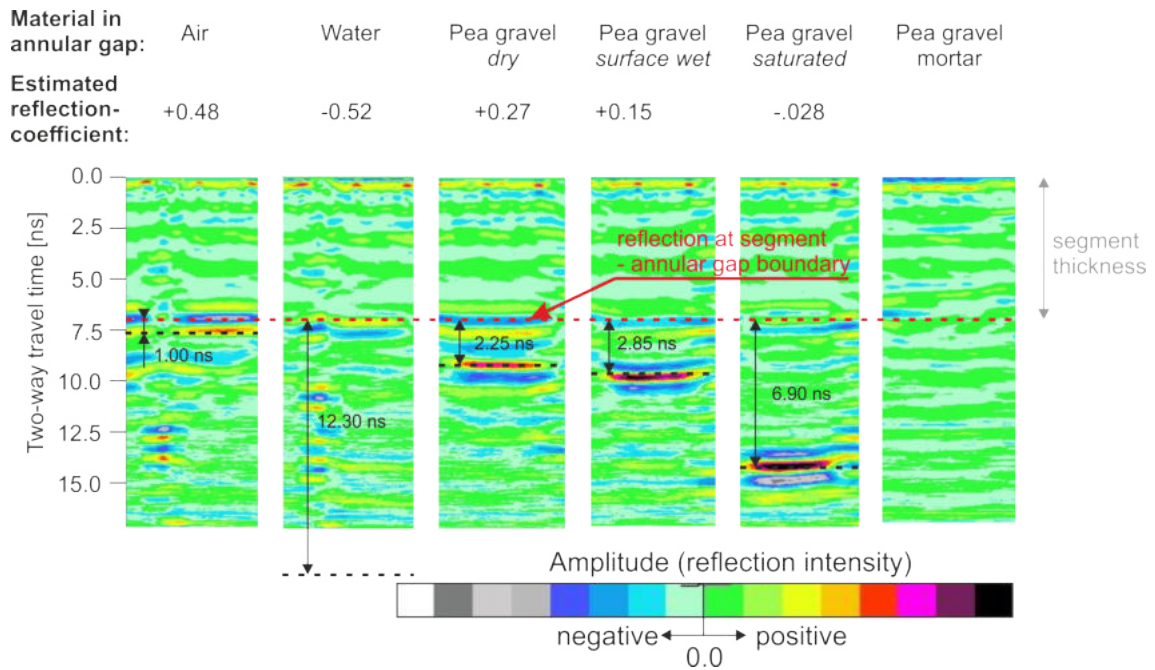 Material in
annular gap:
Air
Water
Pea gravel
dry
Pea gravel
surface wet
Pea gravel
saturated
Pea gravel
mortar
Estimated
reflection-
coefficient:
+0.48
-0.52
+0.27
+0.15
-.028
Two-way travel time [ns]
0.0
2.5
5.0
7.5
10.0
12.5
15.0
reflection at segment
- annular gap boundary
segment
thickness
1.00 ns
12.30 ns
2.25 ns
2.85 ns
6.90 ns
Amplitude (reflection intensity)
negative
positive
0.0